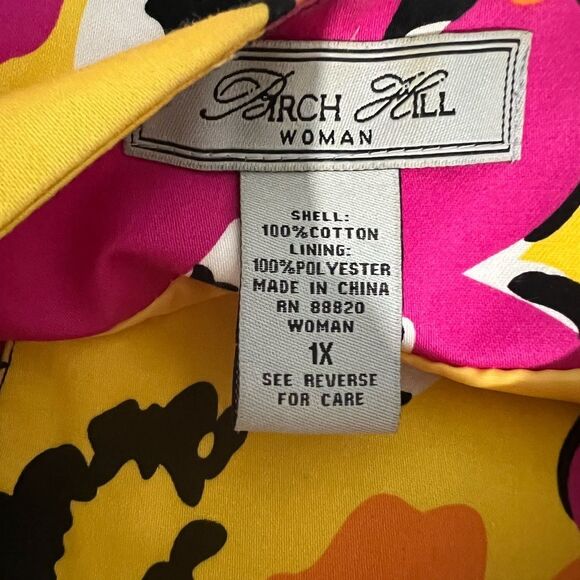 Birch Hill
WOMAN
SHELL:
100%COTTON
LINING:
100%POLYESTER
MADE IN CHINA
RN 88820
WOMAN
1X
SEE REVERSE
FOR CARE